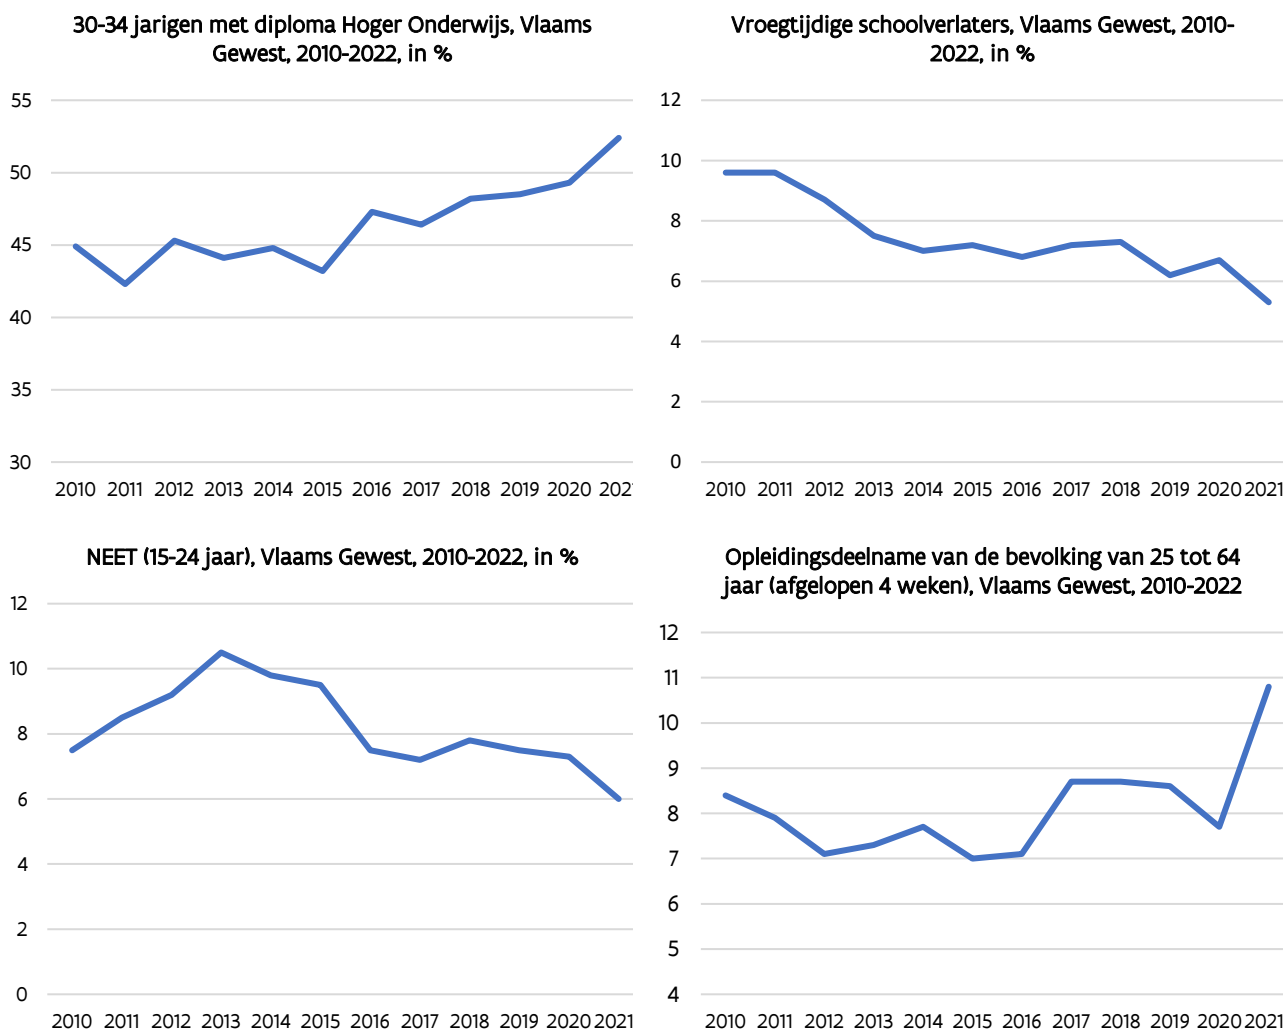 30-34 jarigen met diploma Hoger Onderwijs, Vlaams
Gewest, 2010-2022, in %
55
50
45
40
35
30
2010 2011 2012 2013 2014 2015 2016 2017 2018 2019 2020 2021
Vroegtijdige schoolverlaters, Vlaams Gewest, 2010-
2022, in %
12
10
8
6
4
2
0
2010 2011 2012 2013 2014 2015 2016 2017 2018 2019 2020 2021
NEET (15-24 jaar), Vlaams Gewest, 2010-2022, in %
12
10
8
6
4
2
0
2010 2011 2012 2013 2014 2015 2016 2017 2018 2019 2020 2021
Opleidingsdeelname van de bevolking van 25 tot 64
jaar (afgelopen 4 weken), Vlaams Gewest, 2010-2022
12
11
10
9
8
7
6
5
4
2010 2011 2012 2013 2014 2015 2016 2017 2018 2019 2020 2021